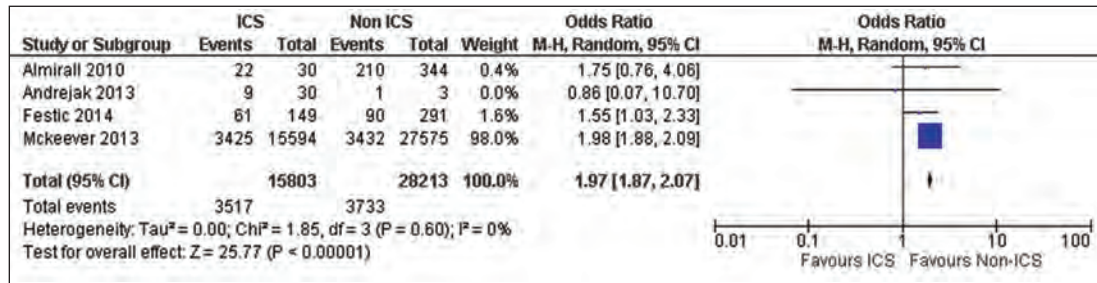 ICS Non ICS Odds Ratio Odds Ratio
Study or Subgroup Events Total Events Total Weight M-H, Random, 95% CI M-H, Random, 95% CI
Almirall 2010 22 30 210 344 0.4% 1.75 [0.76, 4.06]
Andrejak 2013 9 30 1 3 0.0% 0.86 [0.07, 10.70]
Festic 2014 61 149 90 291 1.6% 1.55 [1.03, 2.33]
Mckeever 2013 3425 15594 3432 27575 98.0% 1.98 [1.88, 2.09]
Total (95% CI) 15803 28213 100.0% 1.97 [1.87, 2.07]
Total events 3517 3733
Heterogeneity: Tau² = 0.00; Chi² = 1.85, df = 3 (P = 0.60); I² = 0%
Test for overall effect: Z = 25.77 (P < 0.00001)
0.01 0.1 1 10 100
Favours ICS Favours Non-ICS